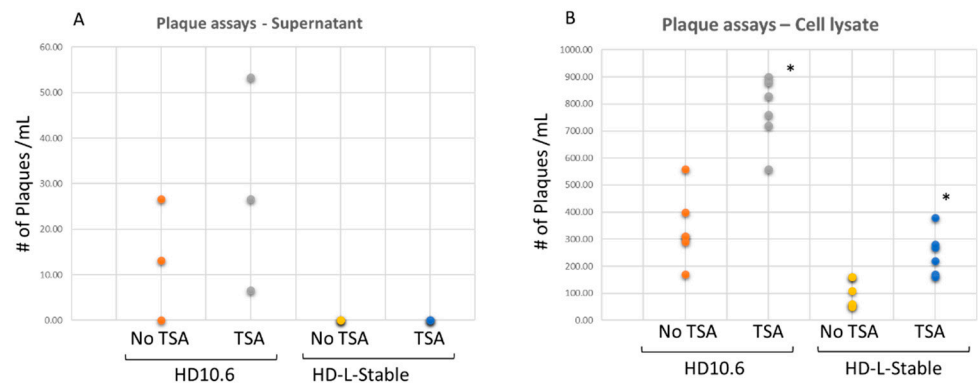 A
Plaque assays - Supernatant
# of Plaques /mL
60.00
50.00
40.00
30.00
20.00
10.00
0.00
No TSA TSA No TSA TSA
HD10.6 HD-L-Stable
B
Plaque assays – Cell lysate
# of Plaques /mL
1000.00
900.00
800.00
700.00
600.00
500.00
400.00
300.00
200.00
100.00
0.00
*
*
No TSA TSA No TSA TSA
HD10.6 HD-L-Stable